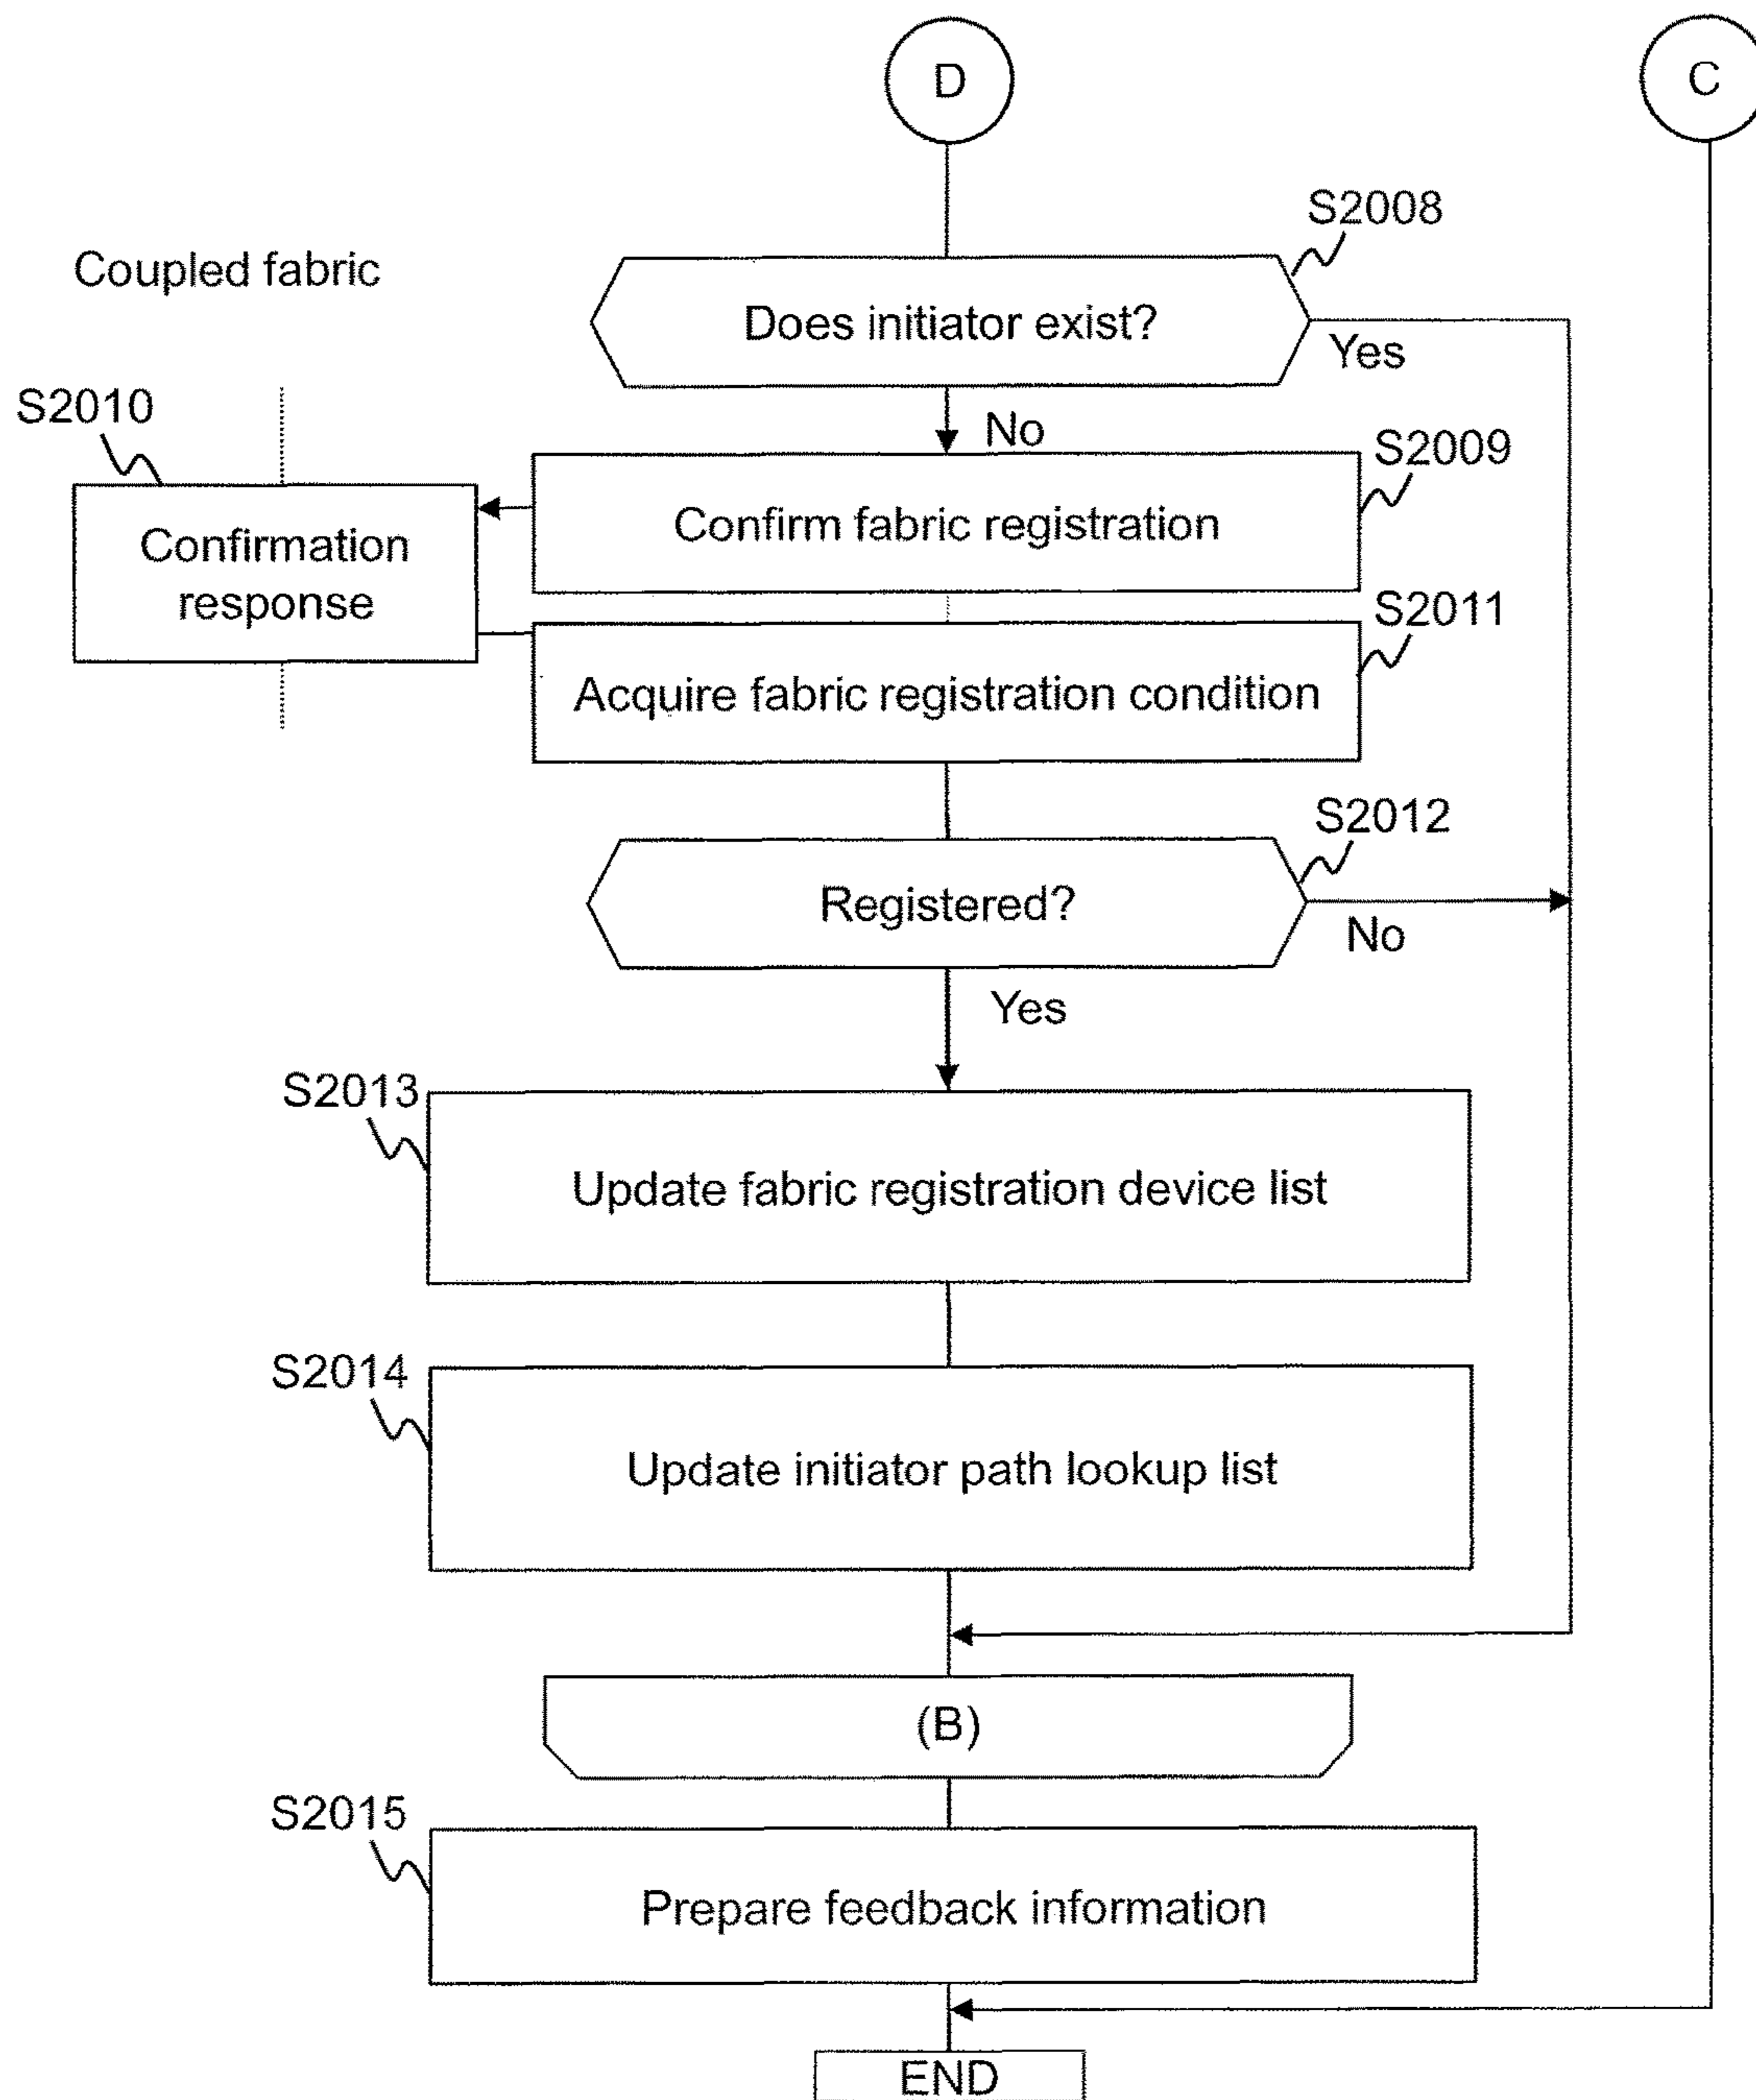 D
C
S2008
Coupled fabric
Does initiator exist?
Yes
S2010
No
S2009
Confirm fabric registration
Confirmation
response
S2011
Acquire fabric registration condition
S2012
Registered?
No
Yes
S2013
Update fabric registration device list
S2014
Update initiator path lookup list
(B)
S2015
Prepare feedback information
END